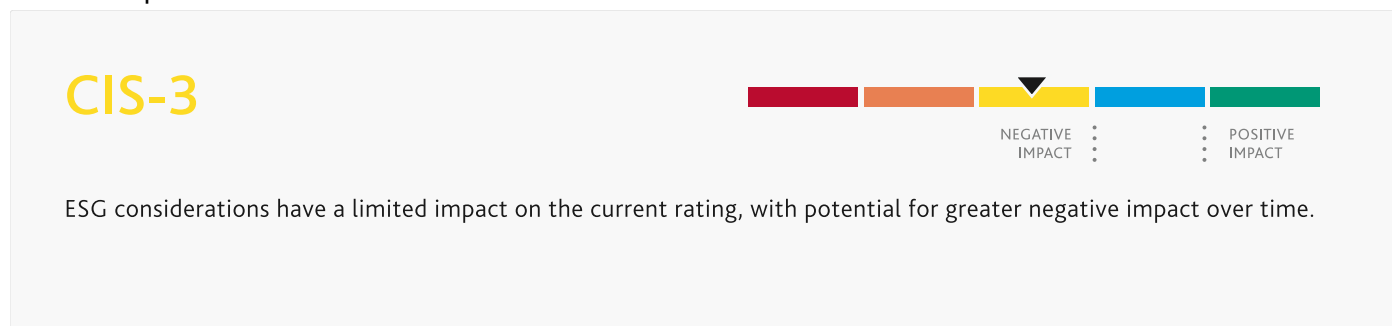 CIS-3
NEGATIVE
IMPACT
POSITIVE
IMPACT
ESG considerations have a limited impact on the current rating, with potential for greater negative impact over time.